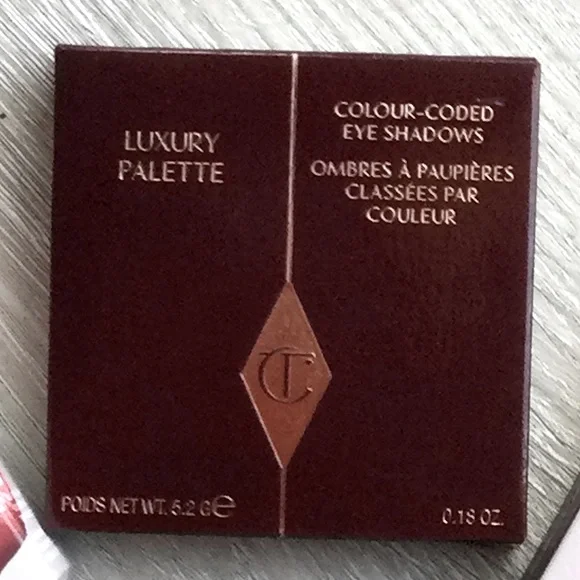 LUXURY
PALETTE
COLOUR-CODED
EYE SHADOWS
OMBRES À PAUPIÈRES
CLASSÉES PAR
COULEUR
CT
POIDS NET WT. 5.2 G℮
0.18 OZ.